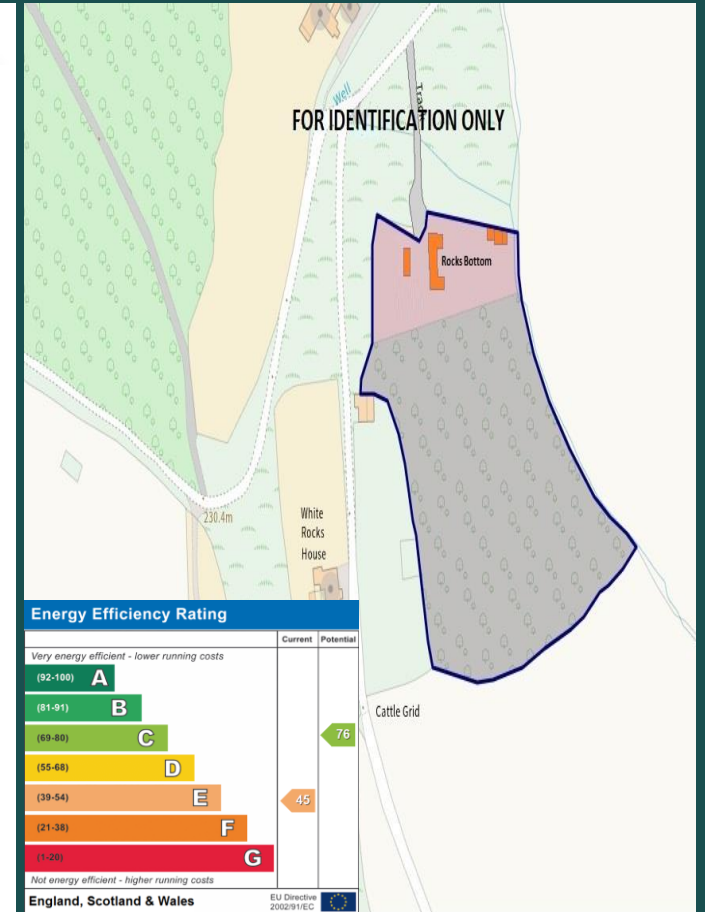 Well
Track
FOR IDENTIFICATION ONLY
Rocks Bottom
230.4m
White
Rocks
House
Cattle Grid
Energy Efficiency Rating
Current Potential
Very energy efficient - lower running costs
(92-100) A
(81-91) B
(69-80) C
76
(55-68) D
(39-54) E
45
(21-38) F
(1-20) G
Not energy efficient - higher running costs
England, Scotland & Wales
EU Directive
2002/91/EC